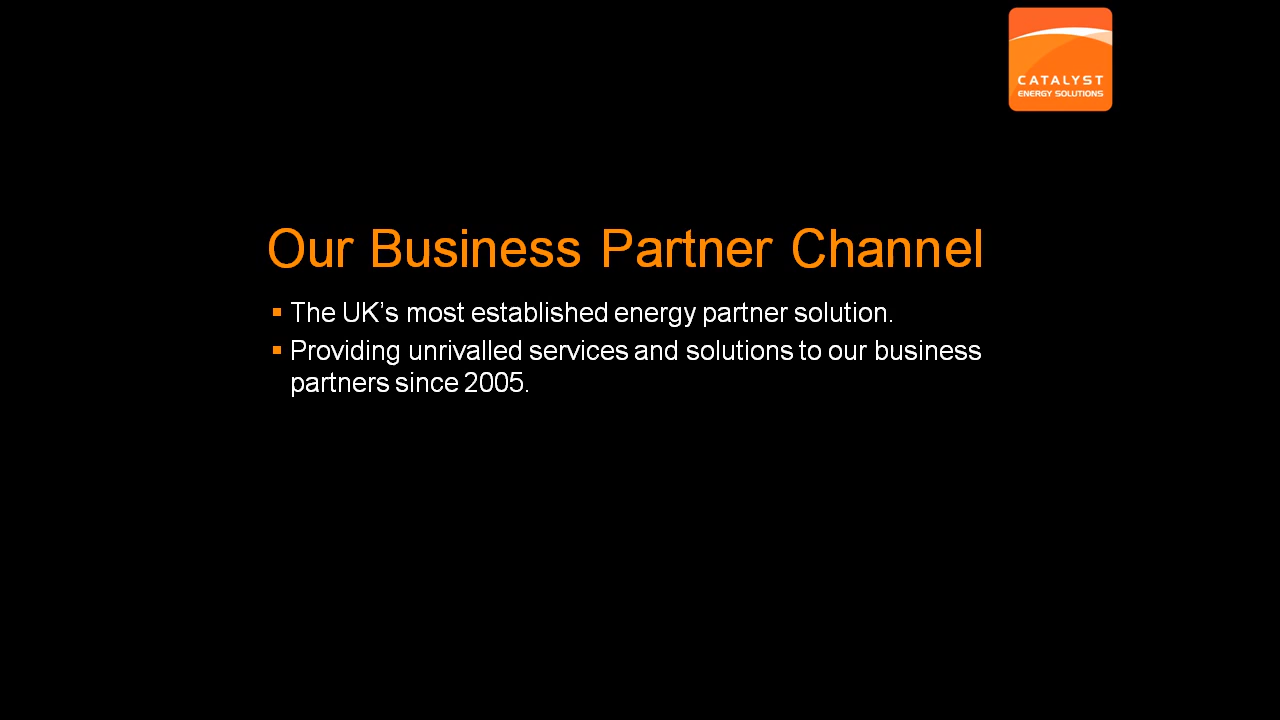 CATALYST
ENERGY SOLUTIONS
Our Business Partner Channel
▪ The UK’s most established energy partner solution.
▪ Providing unrivalled services and solutions to our business
partners since 2005.